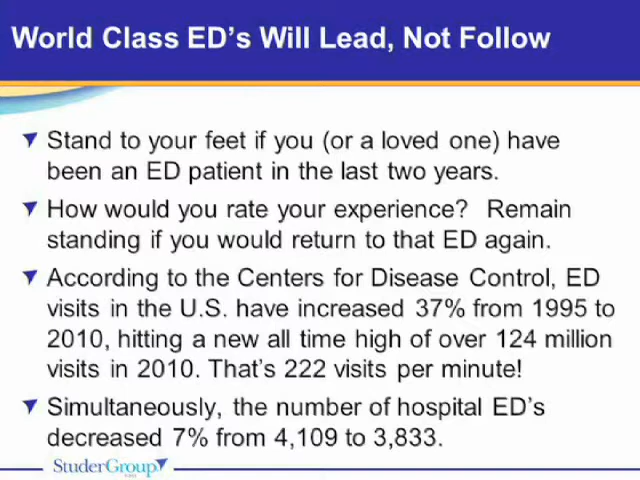 World Class ED's Will Lead, Not Follow
Stand to your feet if you (or a loved one) have
been an ED patient in the last two years.
How would you rate your experience? Remain
standing if you would return to that ED again.
According to the Centers for Disease Control, ED
visits in the U.S. have increased 37% from 1995 to
2010, hitting a new all time high of over 124 million
visits in 2010. That's 222 visits per minute!
Simultaneously, the number of hospital ED's
decreased 7% from 4,109 to 3,833.
StuderGroup